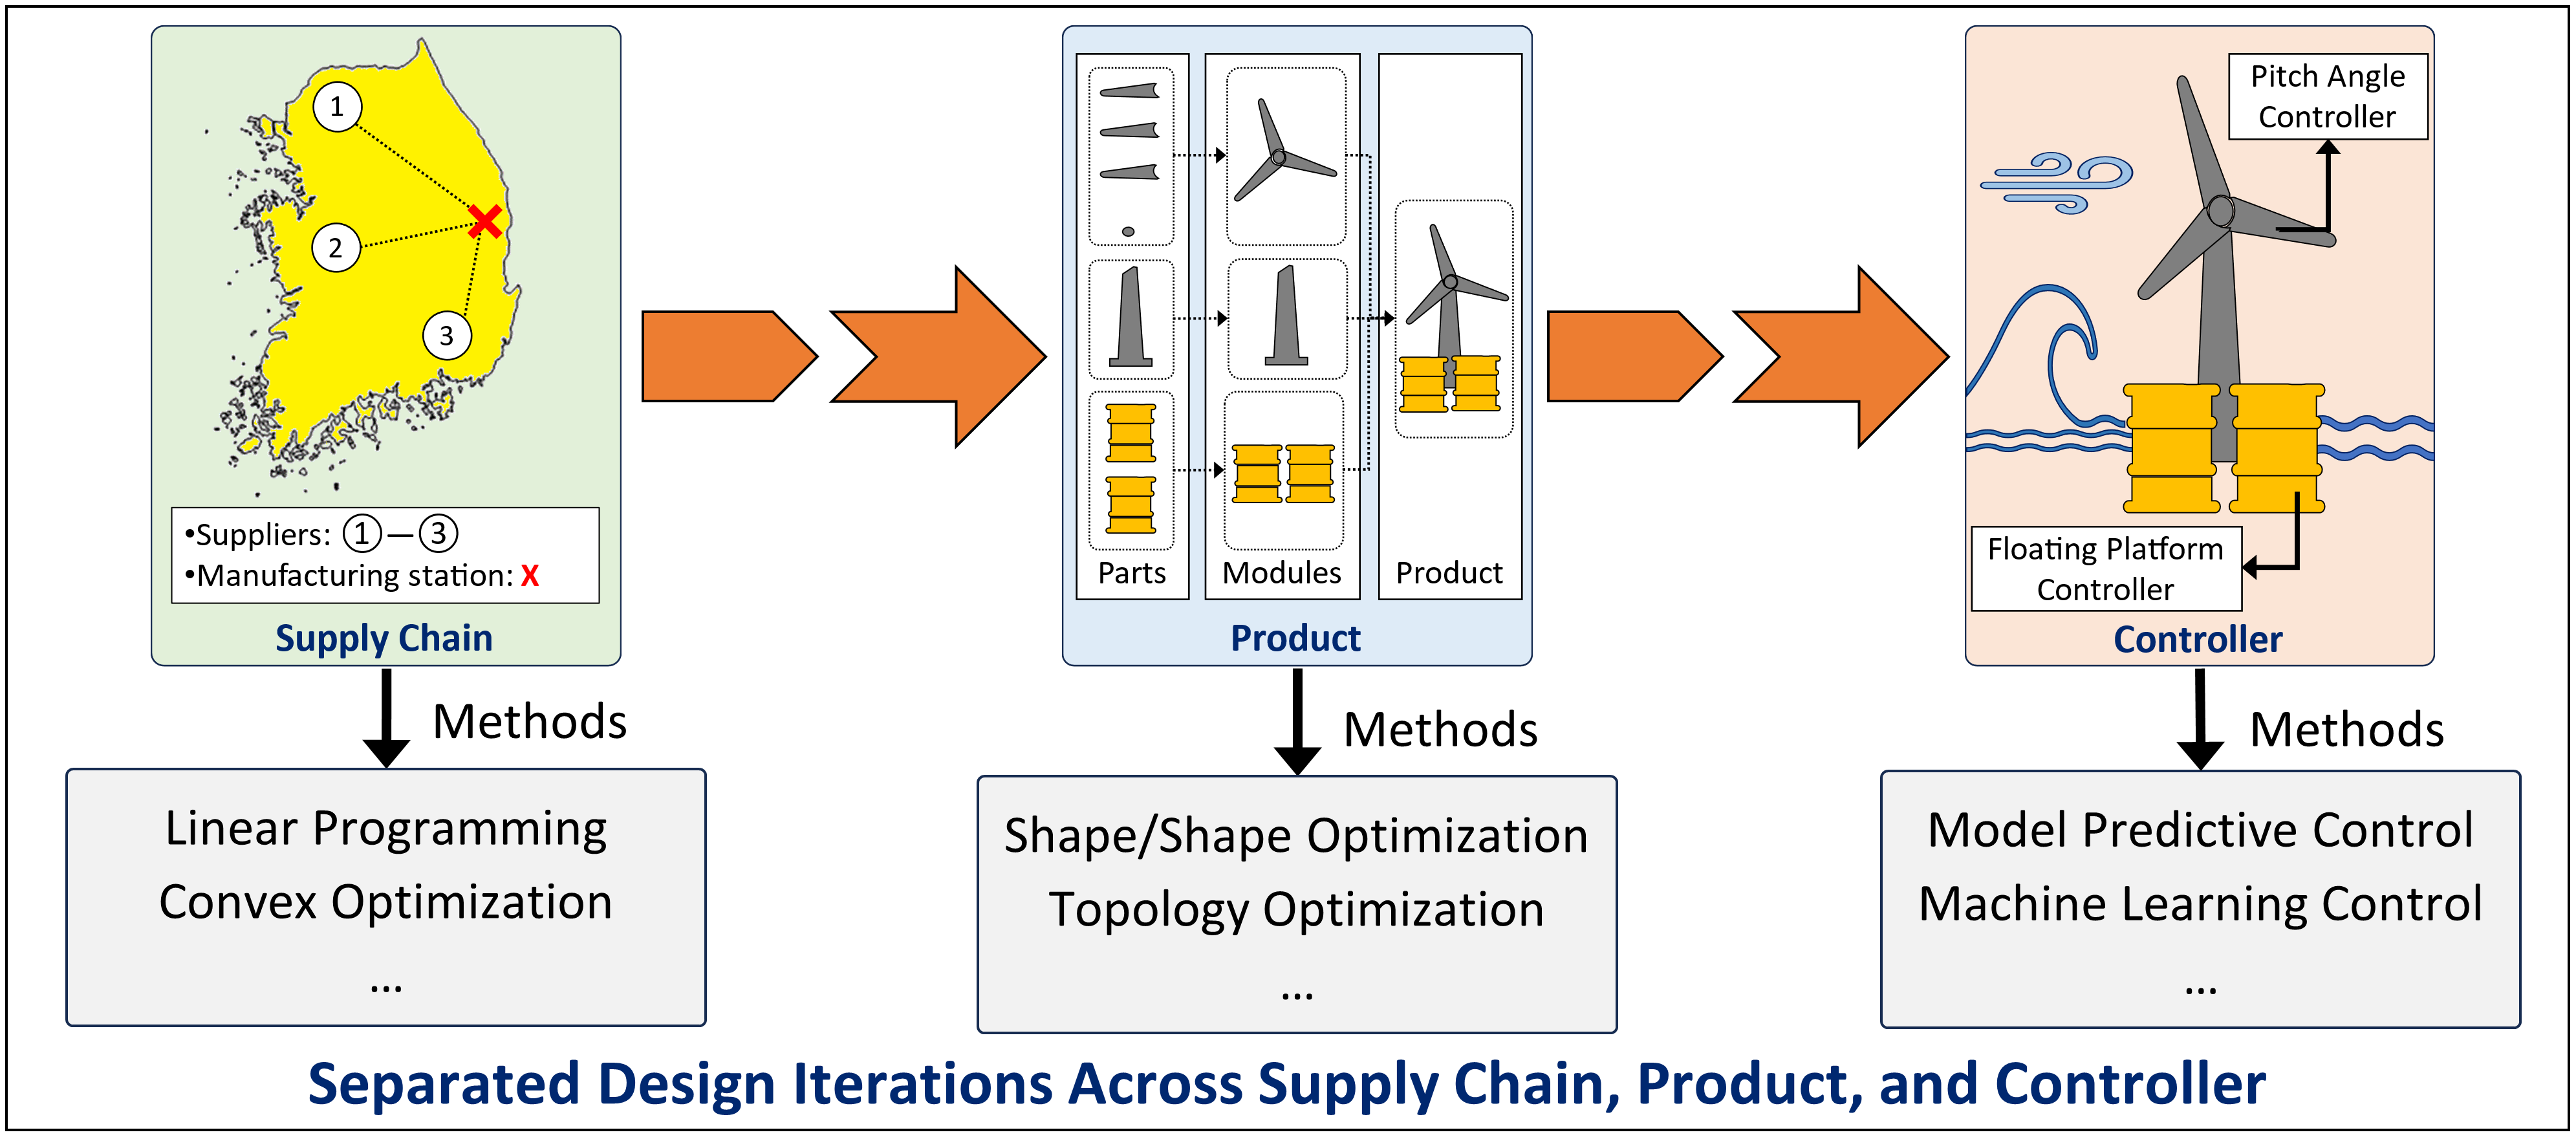 1
2
3
•Suppliers: 1—3
•Manufacturing station: X
Supply Chain
Parts
Modules
Product
Product
Pitch Angle
Controller
Floating Platform
Controller
Controller
Methods
Methods
Methods
Linear Programming
Convex Optimization
...
Shape/Shape Optimization
Topology Optimization
...
Model Predictive Control
Machine Learning Control
...
Separated Design Iterations Across Supply Chain, Product, and Controller